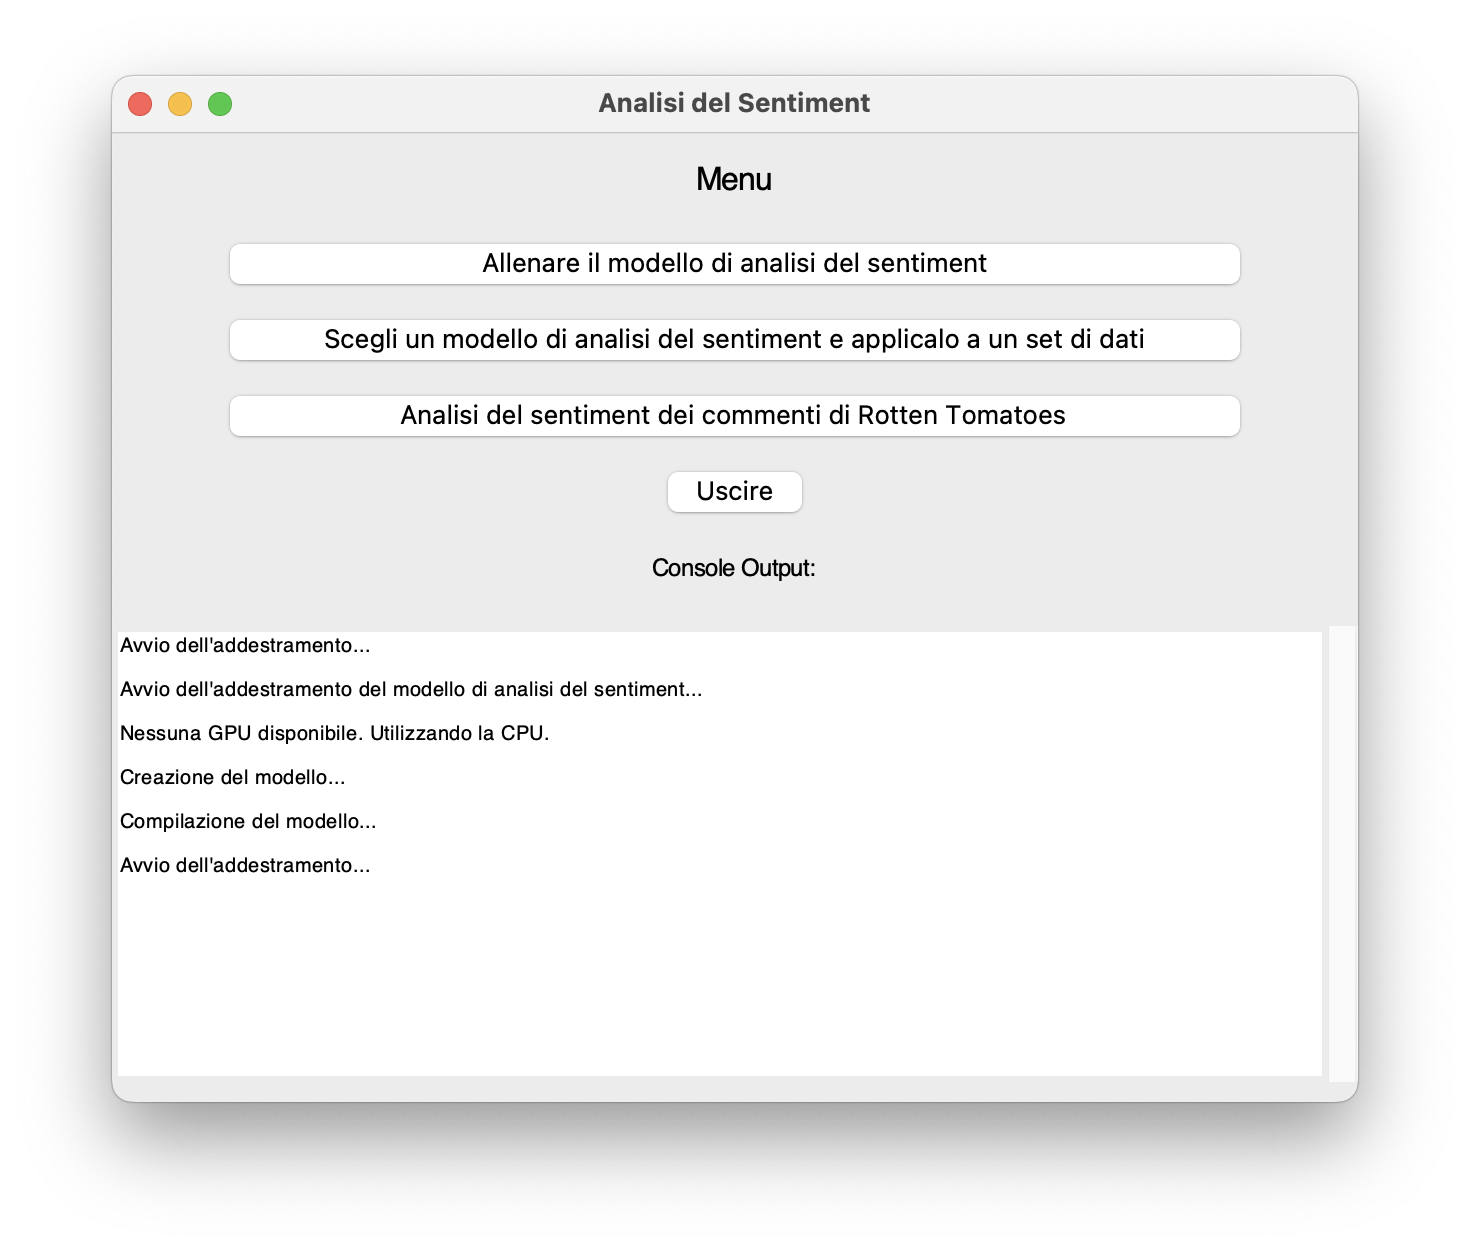 Analisi del Sentiment
Menu
Allenare il modello di analisi del sentiment
Scegli un modello di analisi del sentiment e applicalo a un set di dati
Analisi del sentiment dei commenti di Rotten Tomatoes
Uscire
Console Output:
Avvio dell'addestramento...
Avvio dell'addestramento del modello di analisi del sentiment...
Nessuna GPU disponibile. Utilizzando la CPU.
Creazione del modello...
Compilazione del modello...
Avvio dell'addestramento...